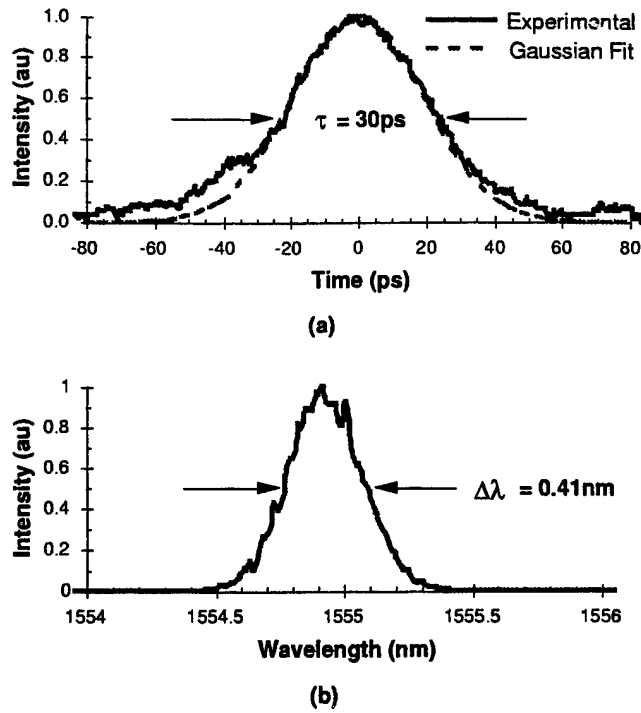 Experimental
Gaussian Fit
Intensity (au)
1.0
0.8
0.6
0.4
0.2
0.0
τ = 30ps
-80 -60 -40 -20 0 20 40 60 80
Time (ps)
(a)
Intensity (au)
1
0.8
0.6
0.4
0.2
0
Δλ = 0.41nm
1554 1554.5 1555 1555.5 1556
Wavelength (nm)
(b)